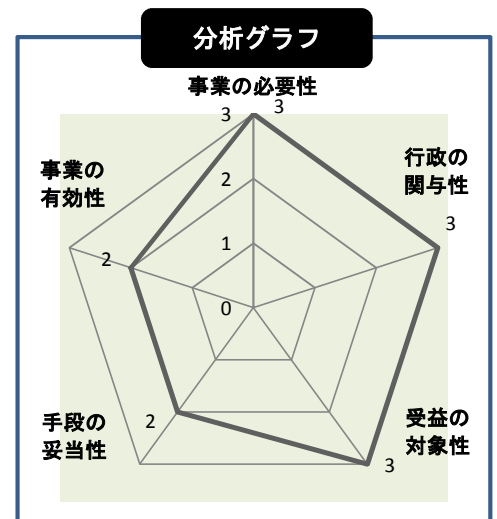 分析グラフ
事業の必要性
3
3
行政の
関与性
3
事業の
有効性
2
2
1
0
手段の
妥当性
2
受益の
対象性
3